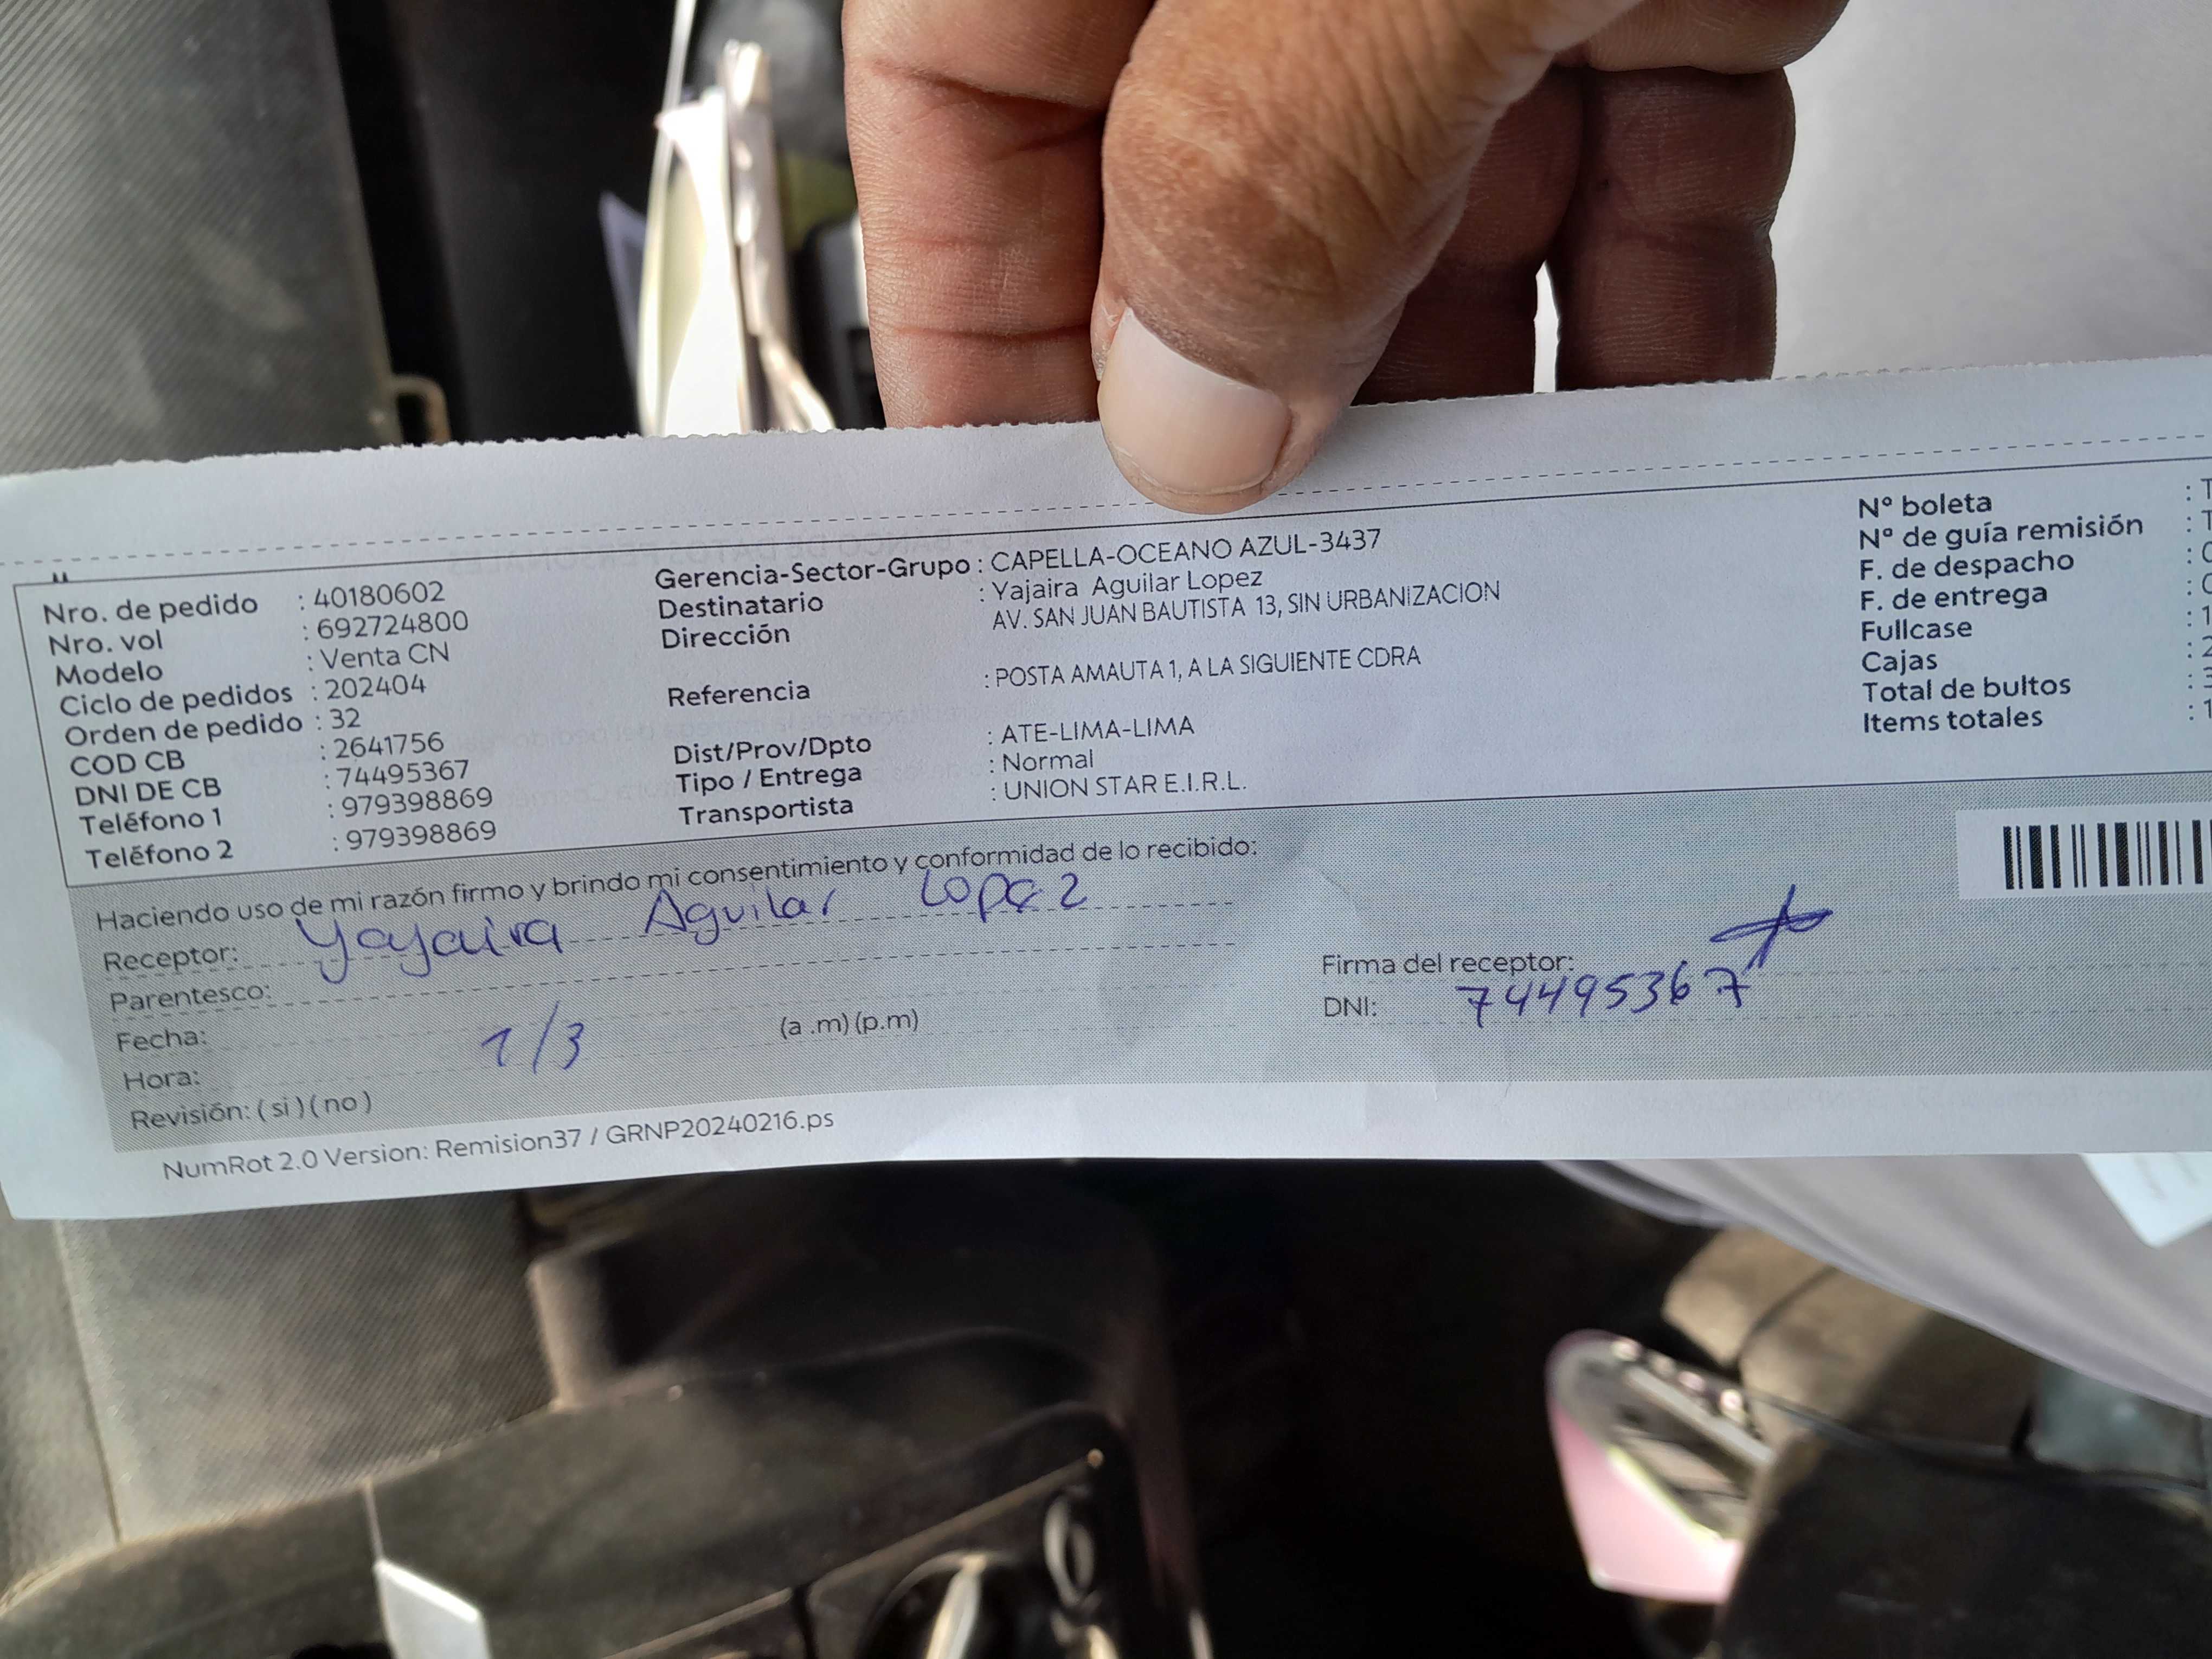 Nro. de pedido : 40180602
Nro. vol : 692724800
Modelo : Venta CN
Ciclo de pedidos : 202404
Orden de pedido : 32
COD CB : 2641756
DNI DE CB : 74495367
Teléfono 1 : 979398869
Teléfono 2 : 979398869
Gerencia-Sector-Grupo : CAPELLA-OCEANO AZUL-3437
Destinatario : Yajaira Aguilar Lopez
Dirección AV. SAN JUAN BAUTISTA 13, SIN URBANIZACION
Referencia : POSTA AMAUTA 1, A LA SIGUIENTE CDRA
Dist/Prov/Dpto : ATE-LIMA-LIMA
Tipo / Entrega : Normal
Transportista : UNION STAR E.I.R.L.
N° boleta :
N° de guía remisión :
F. de despacho :
F. de entrega :
Fullcase :
Cajas :
Total de bultos :
Items totales :
Haciendo uso de mi razón firmo y brindo mi consentimiento y conformidad de lo recibido:
Receptor: Yajaira Aguilar Lopez
Parentesco:
Fecha: 1/3
Hora: (a .m) (p.m)
Revisión: ( si ) ( no )
Firma del receptor:
DNI: 74495367
NumRot 2.0 Version: Remision37 / GRNP20240216.ps